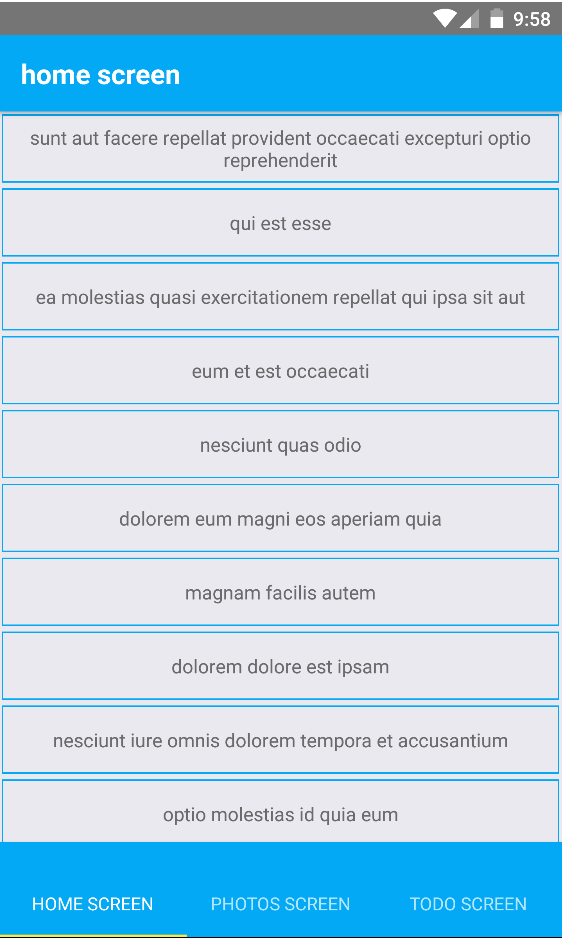 9:58
home screen
sunt aut facere repellat provident occaecati excepturi optio
reprehenderit
qui est esse
ea molestias quasi exercitationem repellat qui ipsa sit aut
eum et est occaecati
nesciunt quas odio
dolorem eum magni eos aperiam quia
magnam facilis autem
dolorem dolore est ipsam
nesciunt iure omnis dolorem tempora et accusantium
optio molestias id quia eum
HOME SCREEN PHOTOS SCREEN TODO SCREEN